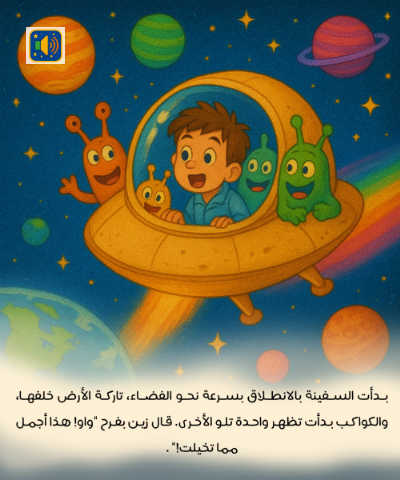 بدأت السفينة بالانطلاق بسرعة نحو الفضاء، تاركة الأرض خلفها،
والكواكب بدأت تظهر واحدة تلو الأخرى. قال زين بفرح "واو! هذا أجمل
مما تخيلت!" .